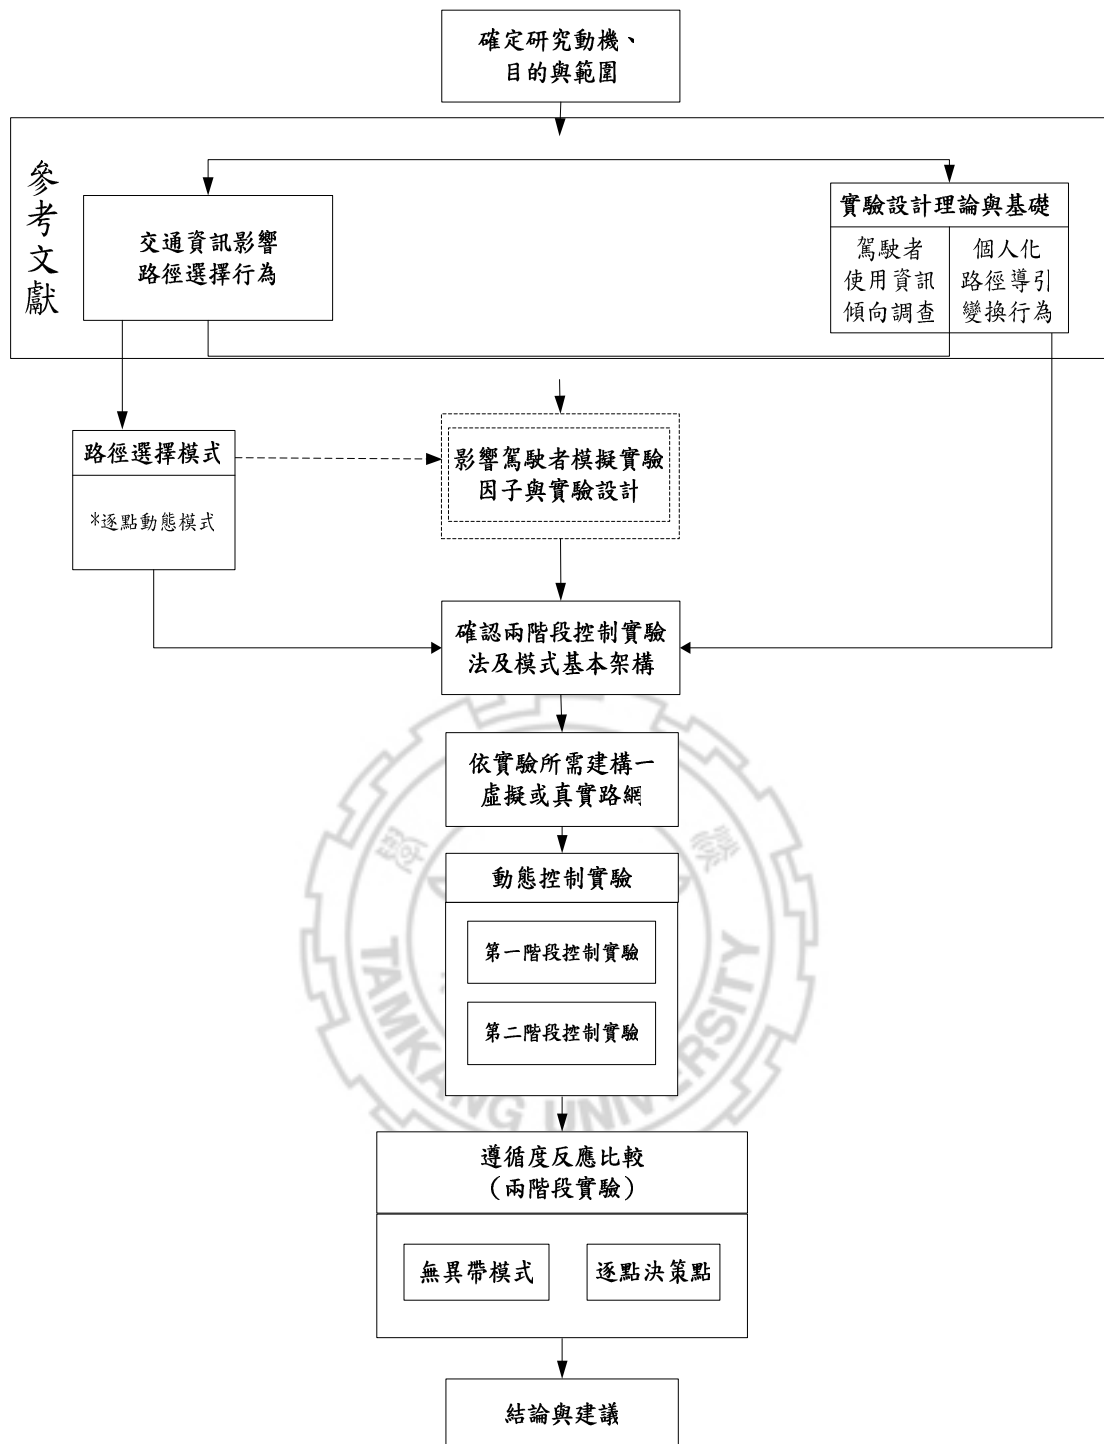 確定研究動機、
目的與範圍
參考文獻
交通資訊影響
路徑選擇行為
實驗設計理論與基礎
駕駛者
使用資訊
傾向調查
個人化
路徑導引
變換行為
路徑選擇模式
*逐點動態模式
影響駕駛者模擬實驗
因子與實驗設計
確認兩階段控制實驗
法及模式基本架構
依實驗所需建構一
虛擬或真實路網
動態控制實驗
第一階段控制實驗
第二階段控制實驗
TAMKANG UNIVERSITY
遵循度反應比較
（兩階段實驗）
無異帶模式
逐點決策點
結論與建議